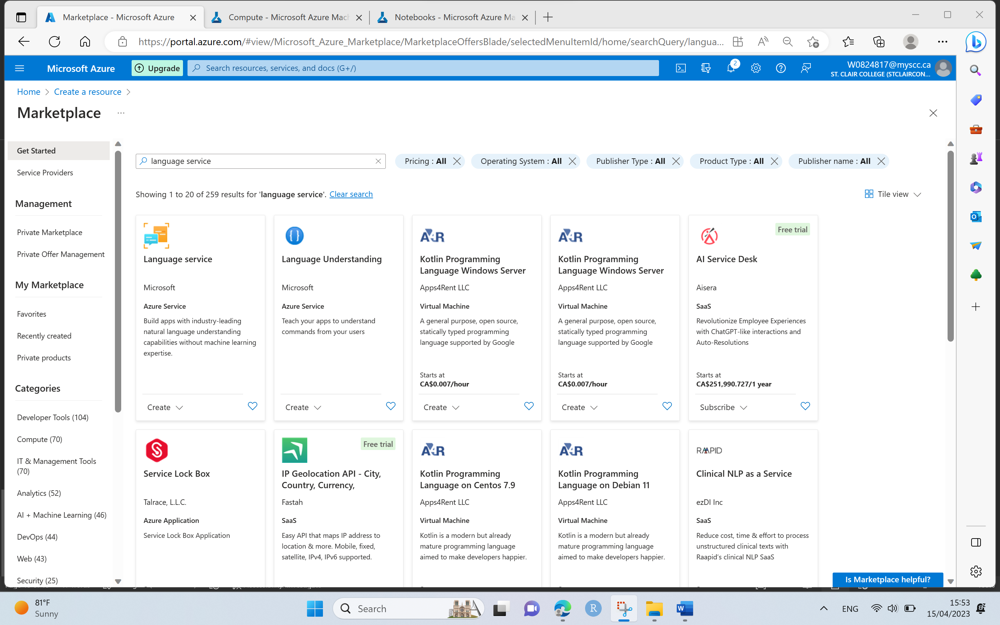 Marketplace - Microsoft Azure
Compute - Microsoft Azure Mach
Notebooks - Microsoft Azure Ma
https://portal.azure.com/#view/Microsoft_Azure_Marketplace/MarketplaceOffersBlade/selectedMenuItemId/home/searchQuery/langua...
Microsoft Azure
Upgrade
Search resources, services, and docs (G+/)
2
W0824817@myscc.ca
ST. CLAIR COLLEGE (STCLAIRCON...
Home > Create a resource >
Marketplace ...
Get Started
Service Providers
Management
Private Marketplace
Private Offer Management
My Marketplace
Favorites
Recently created
Private products
Categories
Developer Tools (104)
Compute (70)
IT & Management Tools
(70)
Analytics (52)
AI + Machine Learning (46)
DevOps (44)
Web (43)
Security (25)
language service
Pricing : All
Operating System : All
Publisher Type : All
Product Type : All
Publisher name : All
Showing 1 to 20 of 259 results for 'language service'. Clear search
Tile view
Language service
Microsoft
Azure Service
Build apps with industry-leading
natural language understanding
capabilities without machine learning
expertise.
Create
Language Understanding
Microsoft
Azure Service
Teach your apps to understand
commands from your users
Create
A4R
Kotlin Programming
Language Windows Server
Apps4Rent LLC
Virtual Machine
A general purpose, open source,
statically typed programming
language supported by Google
Starts at
CA$0.007/hour
Create
A4R
Kotlin Programming
Language Windows Server
Apps4Rent LLC
Virtual Machine
A general purpose, open source,
statically typed programming
language supported by Google
Starts at
CA$0.007/hour
Create
Free trial
AI Service Desk
Aisera
SaaS
Revolutionize Employee Experiences
with ChatGPT-like interactions and
Auto-Resolutions
Starts at
CA$251,990.727/1 year
Subscribe
Service Lock Box
Talrace, L.L.C.
Azure Application
Service Lock Box Application
Free trial
IP Geolocation API - City,
Country, Currency,
Fastah
SaaS
Easy API that maps IP address to
location & more. Mobile, fixed,
satellite, IPv4, IPv6 supported.
A4R
Kotlin Programming
Language on Centos 7.9
Apps4Rent LLC
Virtual Machine
Kotlin is a modern but already
mature programming language
aimed to make developers happier.
A4R
Kotlin Programming
Language on Debian 11
Apps4Rent LLC
Virtual Machine
Kotlin is a modern but already
mature programming language
aimed to make developers happier.
RAAPID
Clinical NLP as a Service
ezDI Inc
SaaS
Reduce cost, time & effort to process
unstructured clinical texts with
Raapid's clinical NLP SaaS
Is Marketplace helpful?
81°F
Sunny
Search
ENG
15:53
15/04/2023